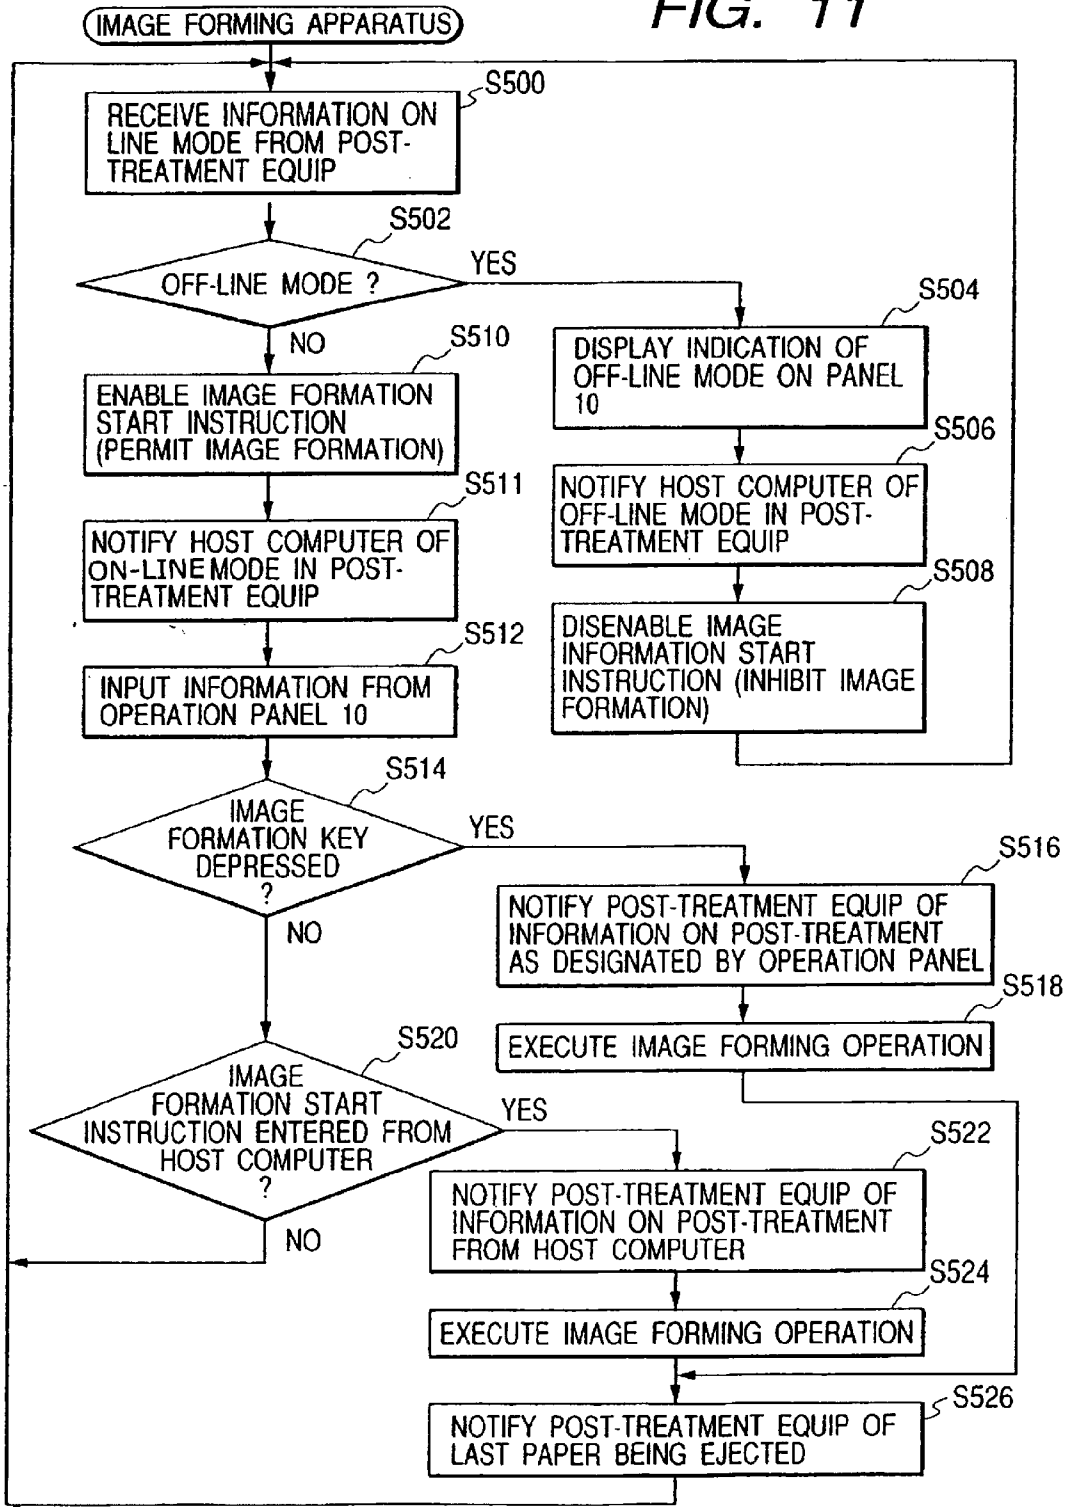 FIG. 11
IMAGE FORMING APPARATUS
S500
RECEIVE INFORMATION ON
LINE MODE FROM POST-
TREATMENT EQUIP
S502
OFF-LINE MODE ?
YES
NO
S504
DISPLAY INDICATION OF
OFF-LINE MODE ON PANEL
10
S506
NOTIFY HOST COMPUTER OF
OFF-LINE MODE IN POST-
TREATMENT EQUIP
S508
DISENABLE IMAGE
INFORMATION START
INSTRUCTION (INHIBIT IMAGE
FORMATION)
S510
ENABLE IMAGE FORMATION
START INSTRUCTION
(PERMIT IMAGE FORMATION)
S511
NOTIFY HOST COMPUTER OF
ON-LINE MODE IN POST-
TREATMENT EQUIP
S512
INPUT INFORMATION FROM
OPERATION PANEL 10
S514
IMAGE
FORMATION KEY
DEPRESSED
?
YES
NO
S516
NOTIFY POST-TREATMENT EQUIP OF
INFORMATION ON POST-TREATMENT
AS DESIGNATED BY OPERATION PANEL
S518
EXECUTE IMAGE FORMING OPERATION
S520
IMAGE
FORMATION START
INSTRUCTION ENTERED FROM
HOST COMPUTER
?
YES
NO
S522
NOTIFY POST-TREATMENT EQUIP OF
INFORMATION ON POST-TREATMENT
FROM HOST COMPUTER
S524
EXECUTE IMAGE FORMING OPERATION
S526
NOTIFY POST-TREATMENT EQUIP OF
LAST PAPER BEING EJECTED